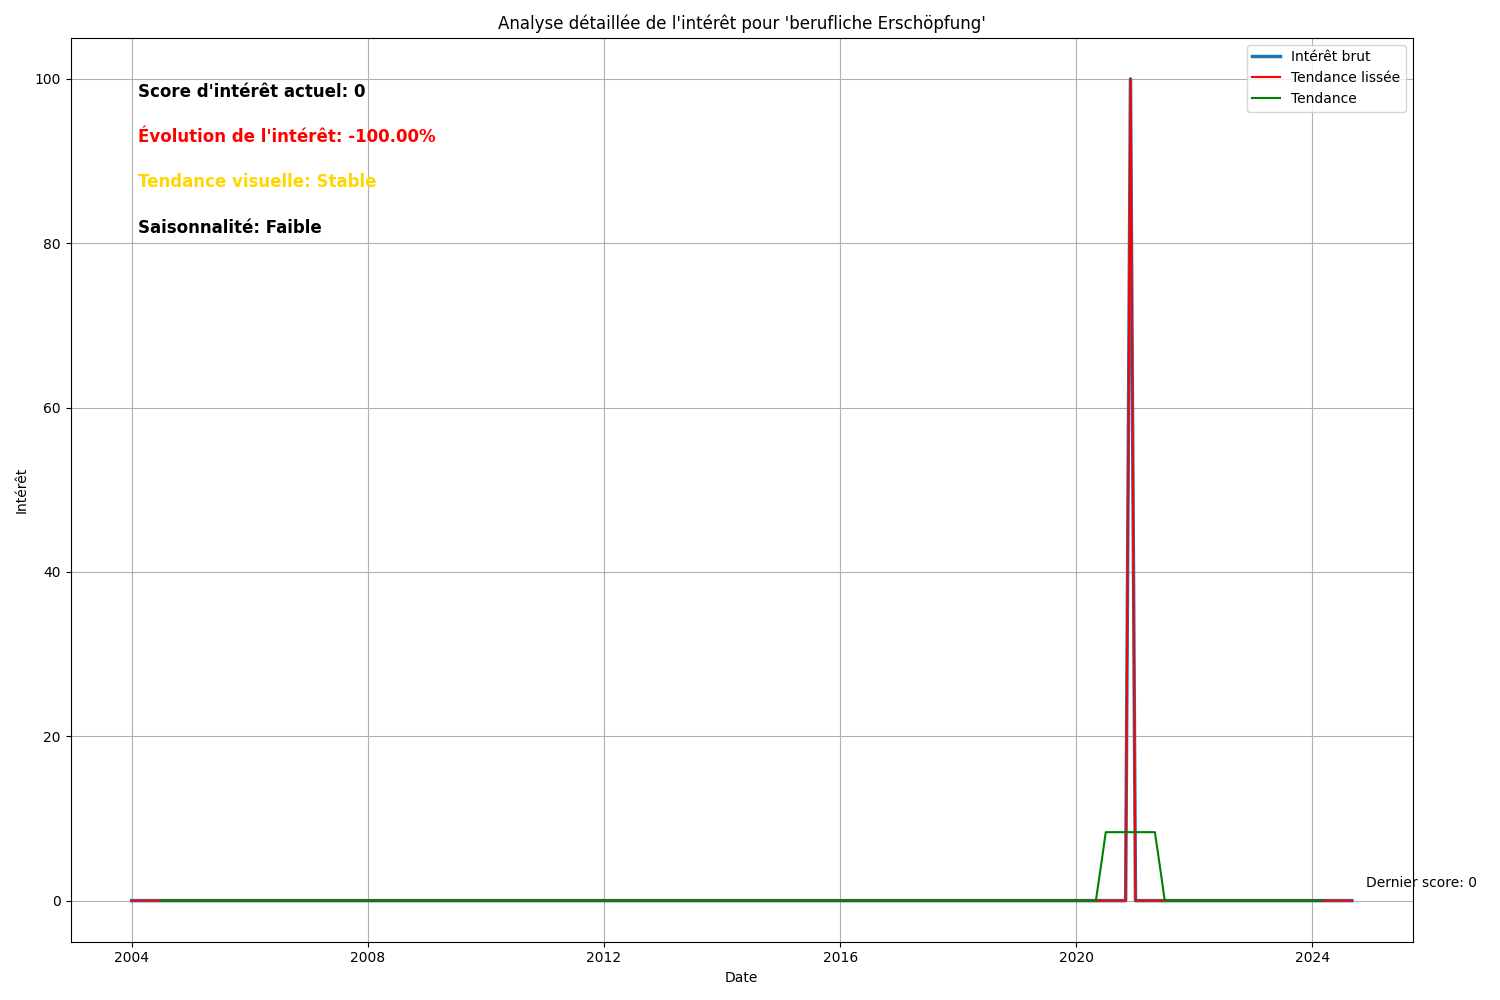 Analyse détaillée de l'intérêt pour 'berufliche Erschöpfung'
Intérêt brut
Tendance lissée
Tendance
Score d'intérêt actuel: 0
Évolution de l'intérêt: -100.00%
Tendance visuelle: Stable
Saisonnalité: Faible
100
80
60
40
20
0
Intérêt
Dernier score: 0
2004
2008
2012
2016
2020
2024
Date